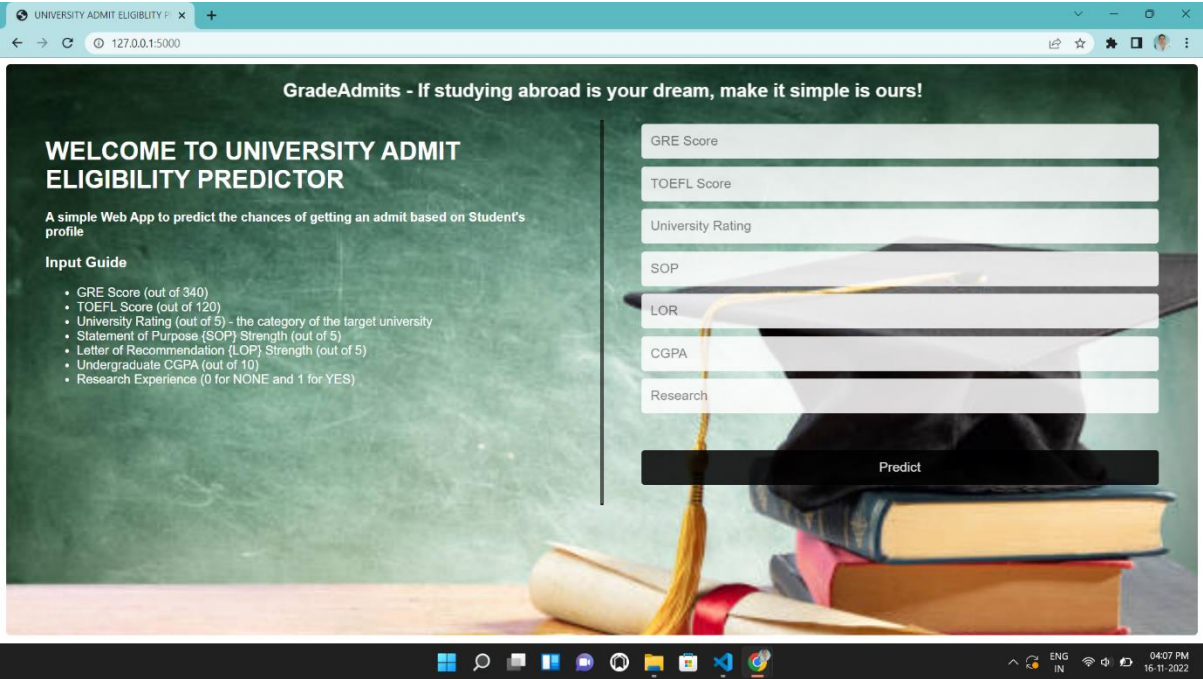 UNIVERSITY ADMIT ELIGIBLITY P
127.0.0.1:5000
GradeAdmits - If studying abroad is your dream, make it simple is ours!
WELCOME TO UNIVERSITY ADMIT
ELIGIBILITY PREDICTOR
A simple Web App to predict the chances of getting an admit based on Student's
profile
Input Guide
GRE Score (out of 340)
TOEFL Score (out of 120)
University Rating (out of 5) - the category of the target university
Statement of Purpose {SOP} Strength (out of 5)
Letter of Recommendation {LOP} Strength (out of 5)
Undergraduate CGPA (out of 10)
Research Experience (0 for NONE and 1 for YES)
GRE Score
TOEFL Score
University Rating
SOP
LOR
CGPA
Research
Predict
ENG
IN
04:07 PM
16-11-2022